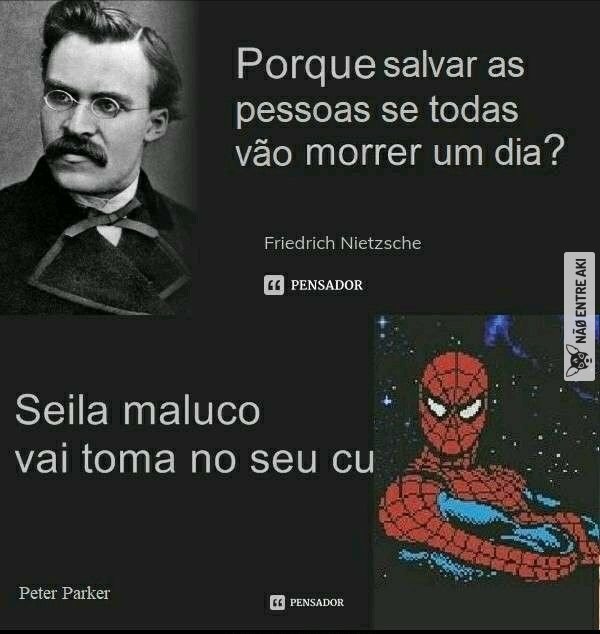 Porque salvar as
pessoas se todas
vão morrer um dia?
Friedrich Nietzsche
PENSADOR
NÃØ ENTRE AKI
Seila maluco
vai toma no seu cu
Peter Parker
PENSADOR